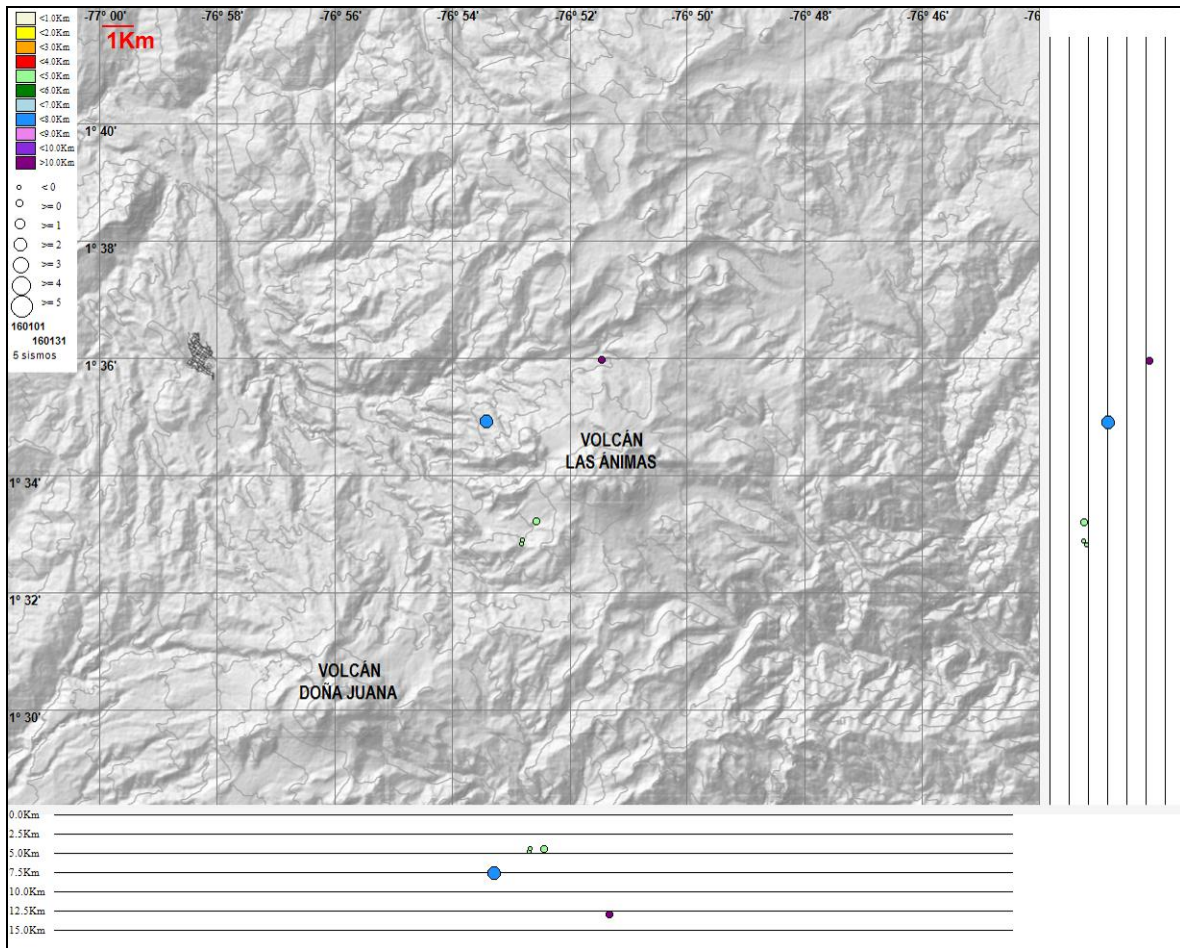 -77° 00'
-76° 58'
-76° 56'
-76° 54'
-76° 52'
-76° 50'
-76° 48'
-76° 46'
-76
1Km
<1.0Km
<2.0Km
<3.0Km
<4.0Km
<5.0Km
<6.0Km
<7.0Km
<8.0Km
<9.0Km
<10.0Km
>10.0Km
< 0
>= 0
>= 1
>= 2
>= 3
>= 4
>= 5
160101
160131
5 sismos
1° 40'
1° 38'
1° 36'
1° 34'
1° 32'
1° 30'
VOLCÁN
LAS ÁNIMAS
VOLCÁN
DOÑA JUANA
0.0Km
2.5Km
5.0Km
7.5Km
10.0Km
12.5Km
15.0Km